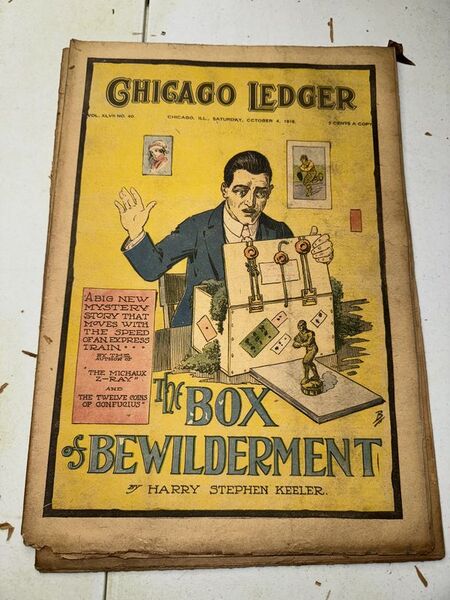 CHICAGO LEDGER
VOL. XLVII NO. 40.
CHICAGO, ILL., SATURDAY, OCTOBER 4, 1919.
5 CENTS A COPY
A BIG NEW
MYSTERY
STORY THAT
MOVES WITH
THE SPEED
OF AN EXPRESS
TRAIN....
BY THE
AUTHOR OF
"THE MICHAUX
Z-RAY"
AND
THE TWELVE COINS
OF CONFUCIUS"
THE BOX
OF BEWILDERMENT
BY HARRY STEPHEN KEELER.